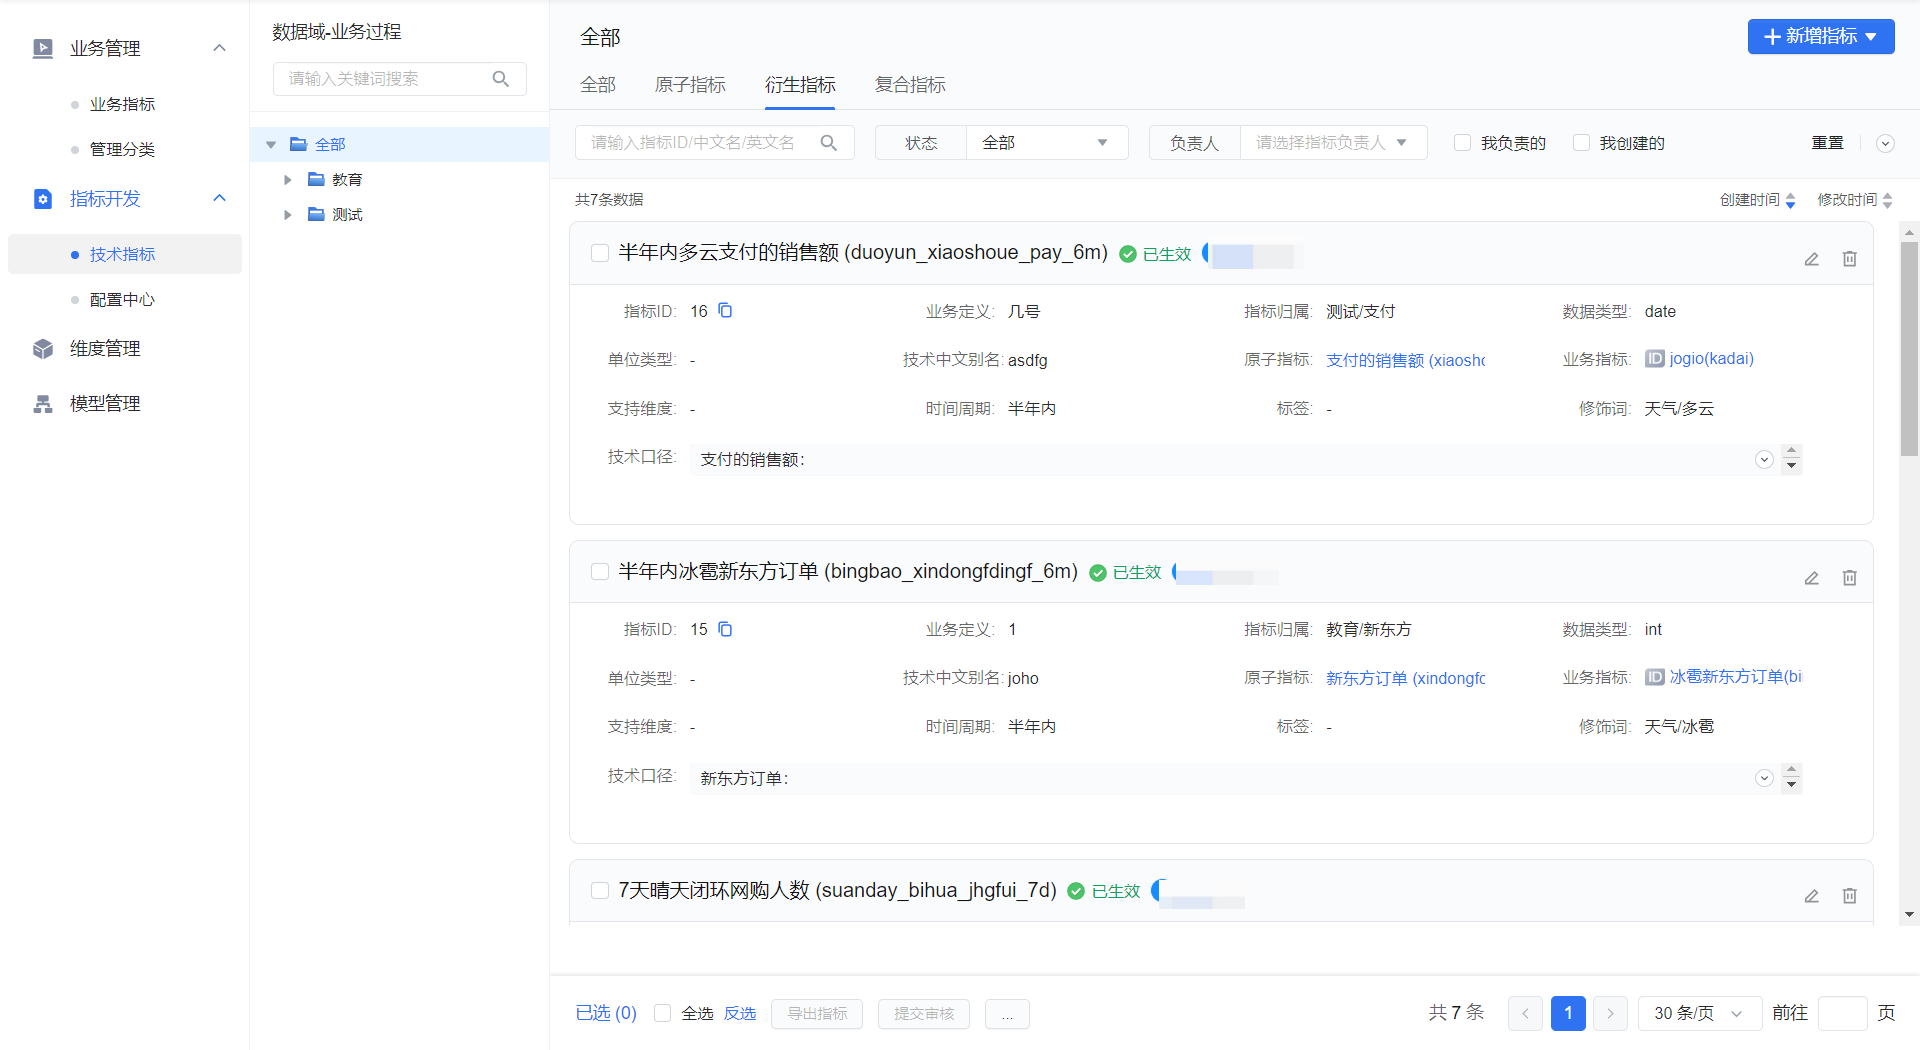 业务管理
业务指标
管理分类
指标开发
技术指标
配置中心
维度管理
模型管理
数据域-业务过程
请输入关键词搜索
全部
教育
测试
全部
新增指标
全部 原子指标 衍生指标 复合指标
请输入指标ID/中文名/英文名 状态 全部 负责人 请选择指标负责人 我负责的 我创建的 重置
共7条数据 创建时间 修改时间
半年内多云支付的销售额 (duoyun_xiaoshoue_pay_6m) 已生效
指标ID: 16 业务定义: 几号 指标归属: 测试/支付 数据类型: date
单位类型: - 技术中文别名: asdfg 原子指标: 支付的销售额 (xiaosh 业务指标: ID jogio(kadai)
支持维度: - 时间周期: 半年内 标签: - 修饰词: 天气/多云
技术口径: 支付的销售额:
半年内冰雹新东方订单 (bingbao_xindongfdingf_6m) 已生效
指标ID: 15 业务定义: 1 指标归属: 教育/新东方 数据类型: int
单位类型: - 技术中文别名: joho 原子指标: 新东方订单 (xindongf 业务指标: ID 冰雹新东方订单(bi
支持维度: - 时间周期: 半年内 标签: - 修饰词: 天气/冰雹
技术口径: 新东方订单:
7天晴天闭环网购人数 (suanday_bihua_jhgfui_7d) 已生效
已选 (0) 全选 反选 导出指标 提交审核 ... 共 7 条 1 30 条/页 前往 页